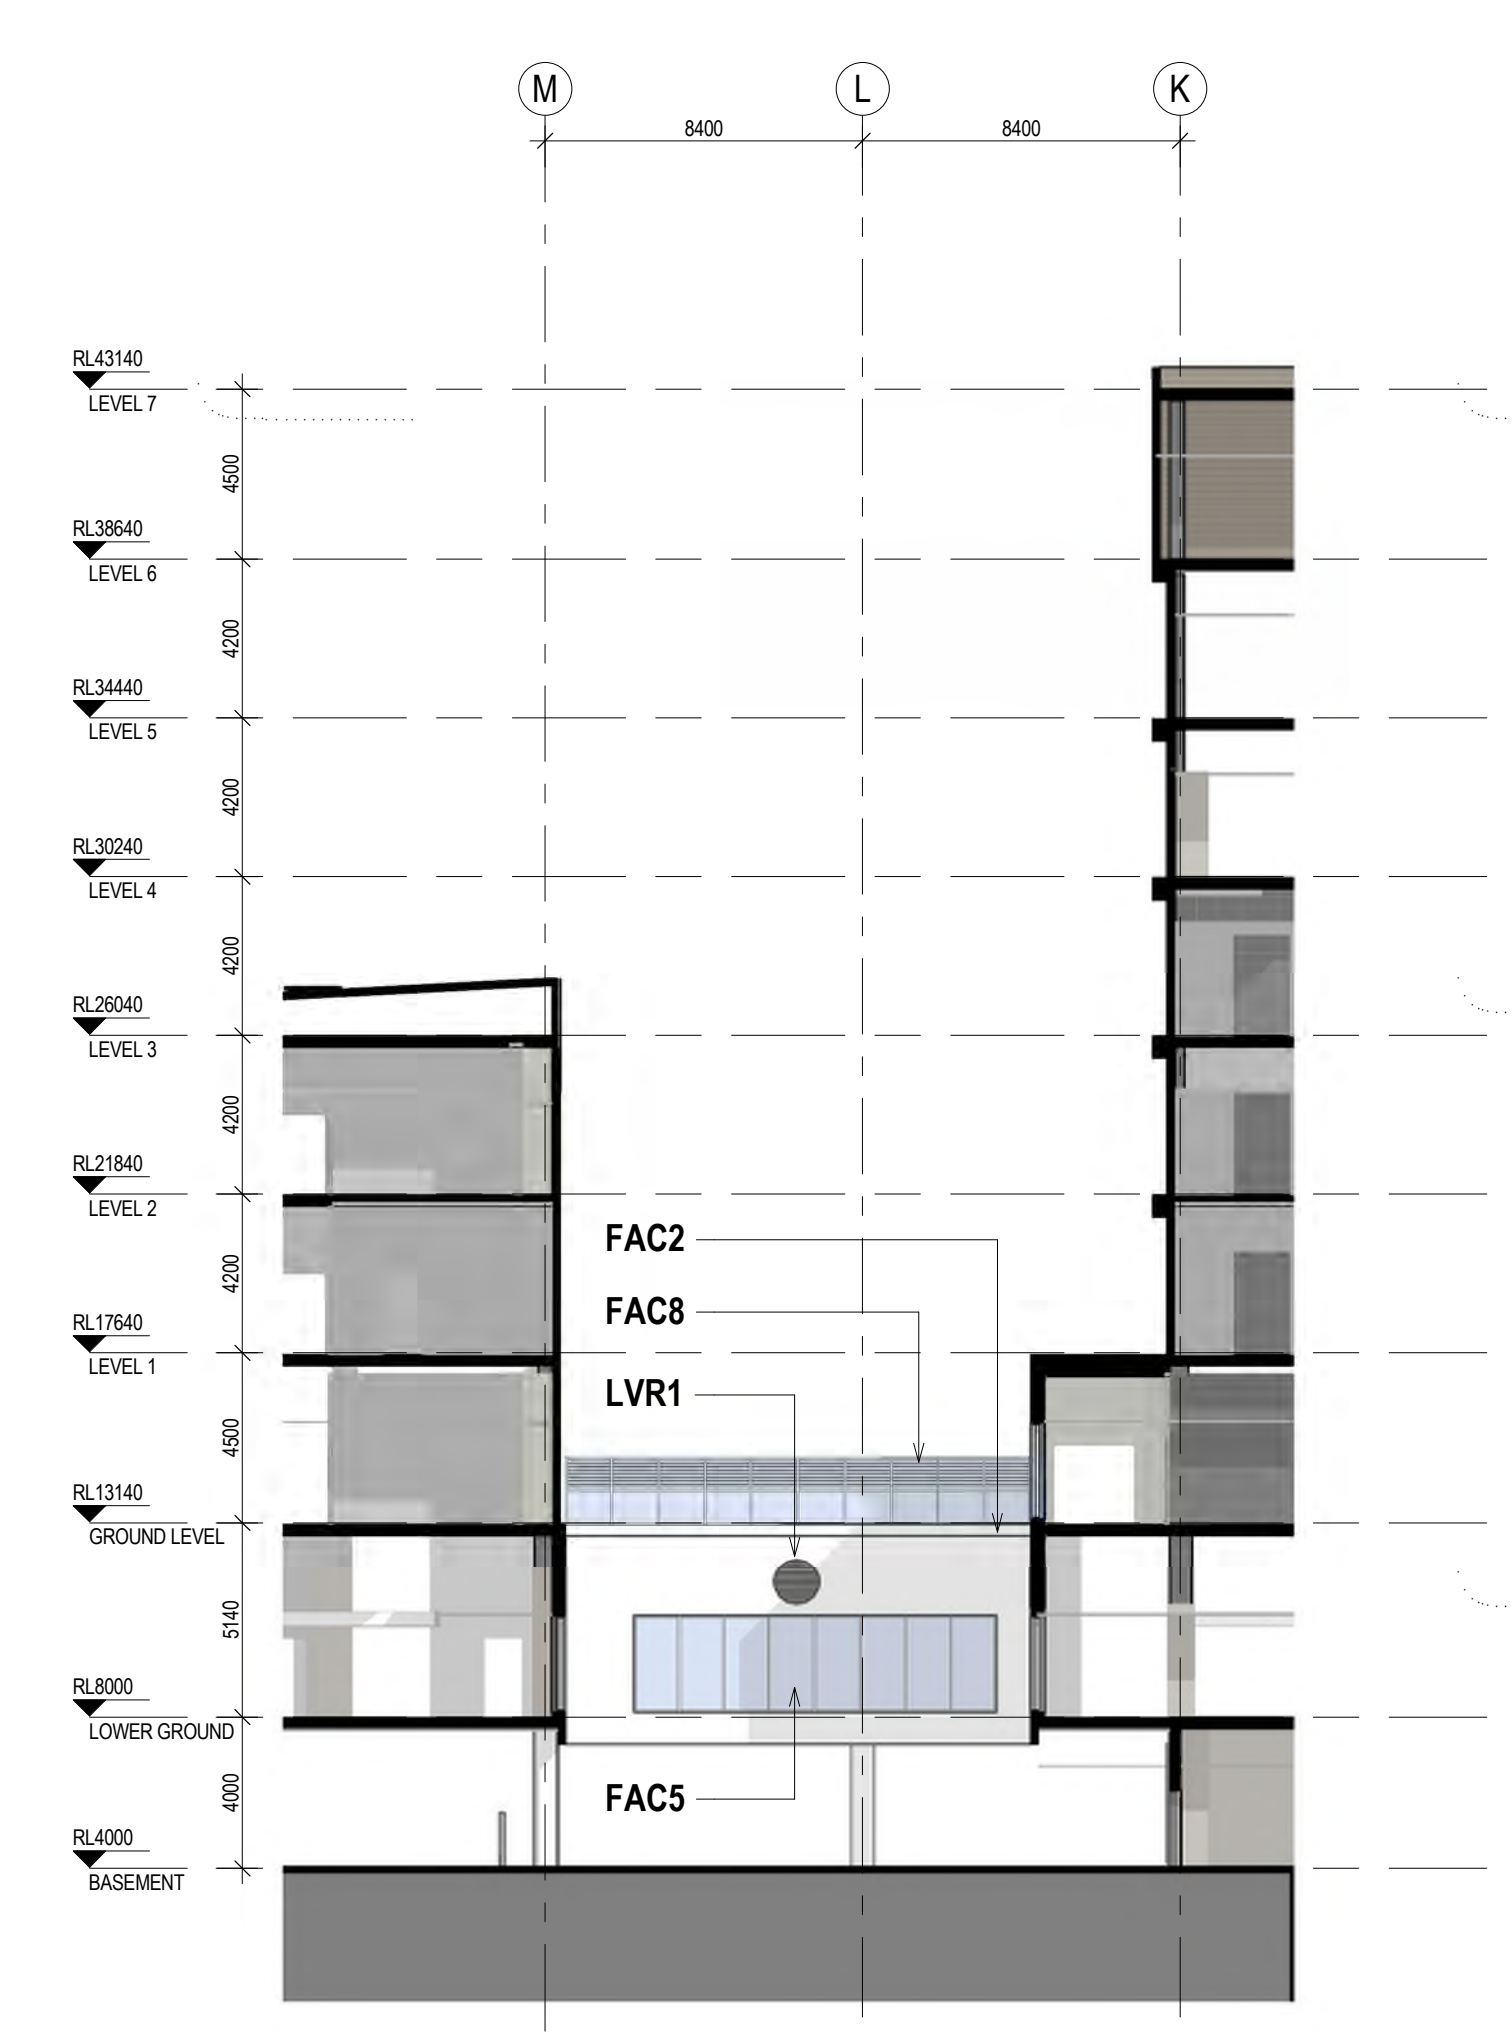 M L K
8400 8400
RL43140
LEVEL 7
4500
RL38640
LEVEL 6
4200
RL34440
LEVEL 5
4200
RL30240
LEVEL 4
4200
RL26040
LEVEL 3
4200
RL21840
LEVEL 2
FAC2
4200
FAC8
RL17640
LEVEL 1
LVR1
4500
RL13140
GROUND LEVEL
5140
RL8000
LOWER GROUND
4000
FAC5
RL4000
BASEMENT